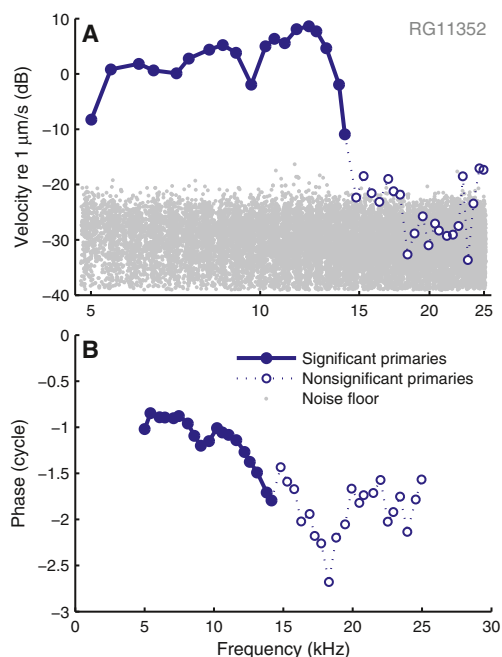 A
RG11352
Velocity re 1 μm/s (dB)
10
0
−10
−20
−30
−40
5
10
15
20
25
B
Significant primaries
Nonsignificant primaries
Noise floor
Phase (cycle)
0
−0.5
−1
−1.5
−2
−2.5
−3
0
5
10
15
20
25
30
Frequency (kHz)